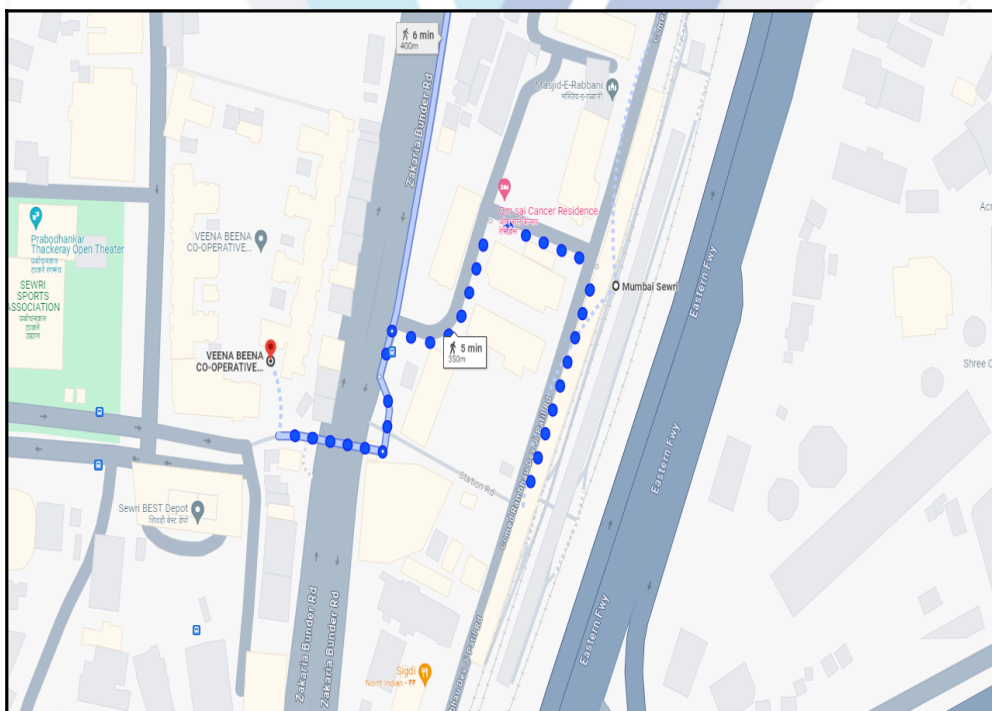 6 min
400m
Zakaria Bunder Rd
Masjid-E-Rabbani
Om sai Cancer Residence
Prabodhankar
Thackeray Open Theater
प्रबोधनकार
ठाकरे
SEWRI
SPORTS
ASSOCIATION
प्रबोधनकार
ठाकरे
उद्यान
VEENA BEENA
CO-OPERATIVE...
Mumbai Sewri
Eastern Fwy
VEENA BEENA
CO-OPERATIVE...
5 min
350m
Shree C
Acr
Eastern Fwy
Station Rd
Sewri BEST Depot
शिवडी बेस्ट डेपो
Zakaria Bunder Rd
Zakaria Bunder Rd
Eastern Fwy
Sigdi
North Indian • ₹₹